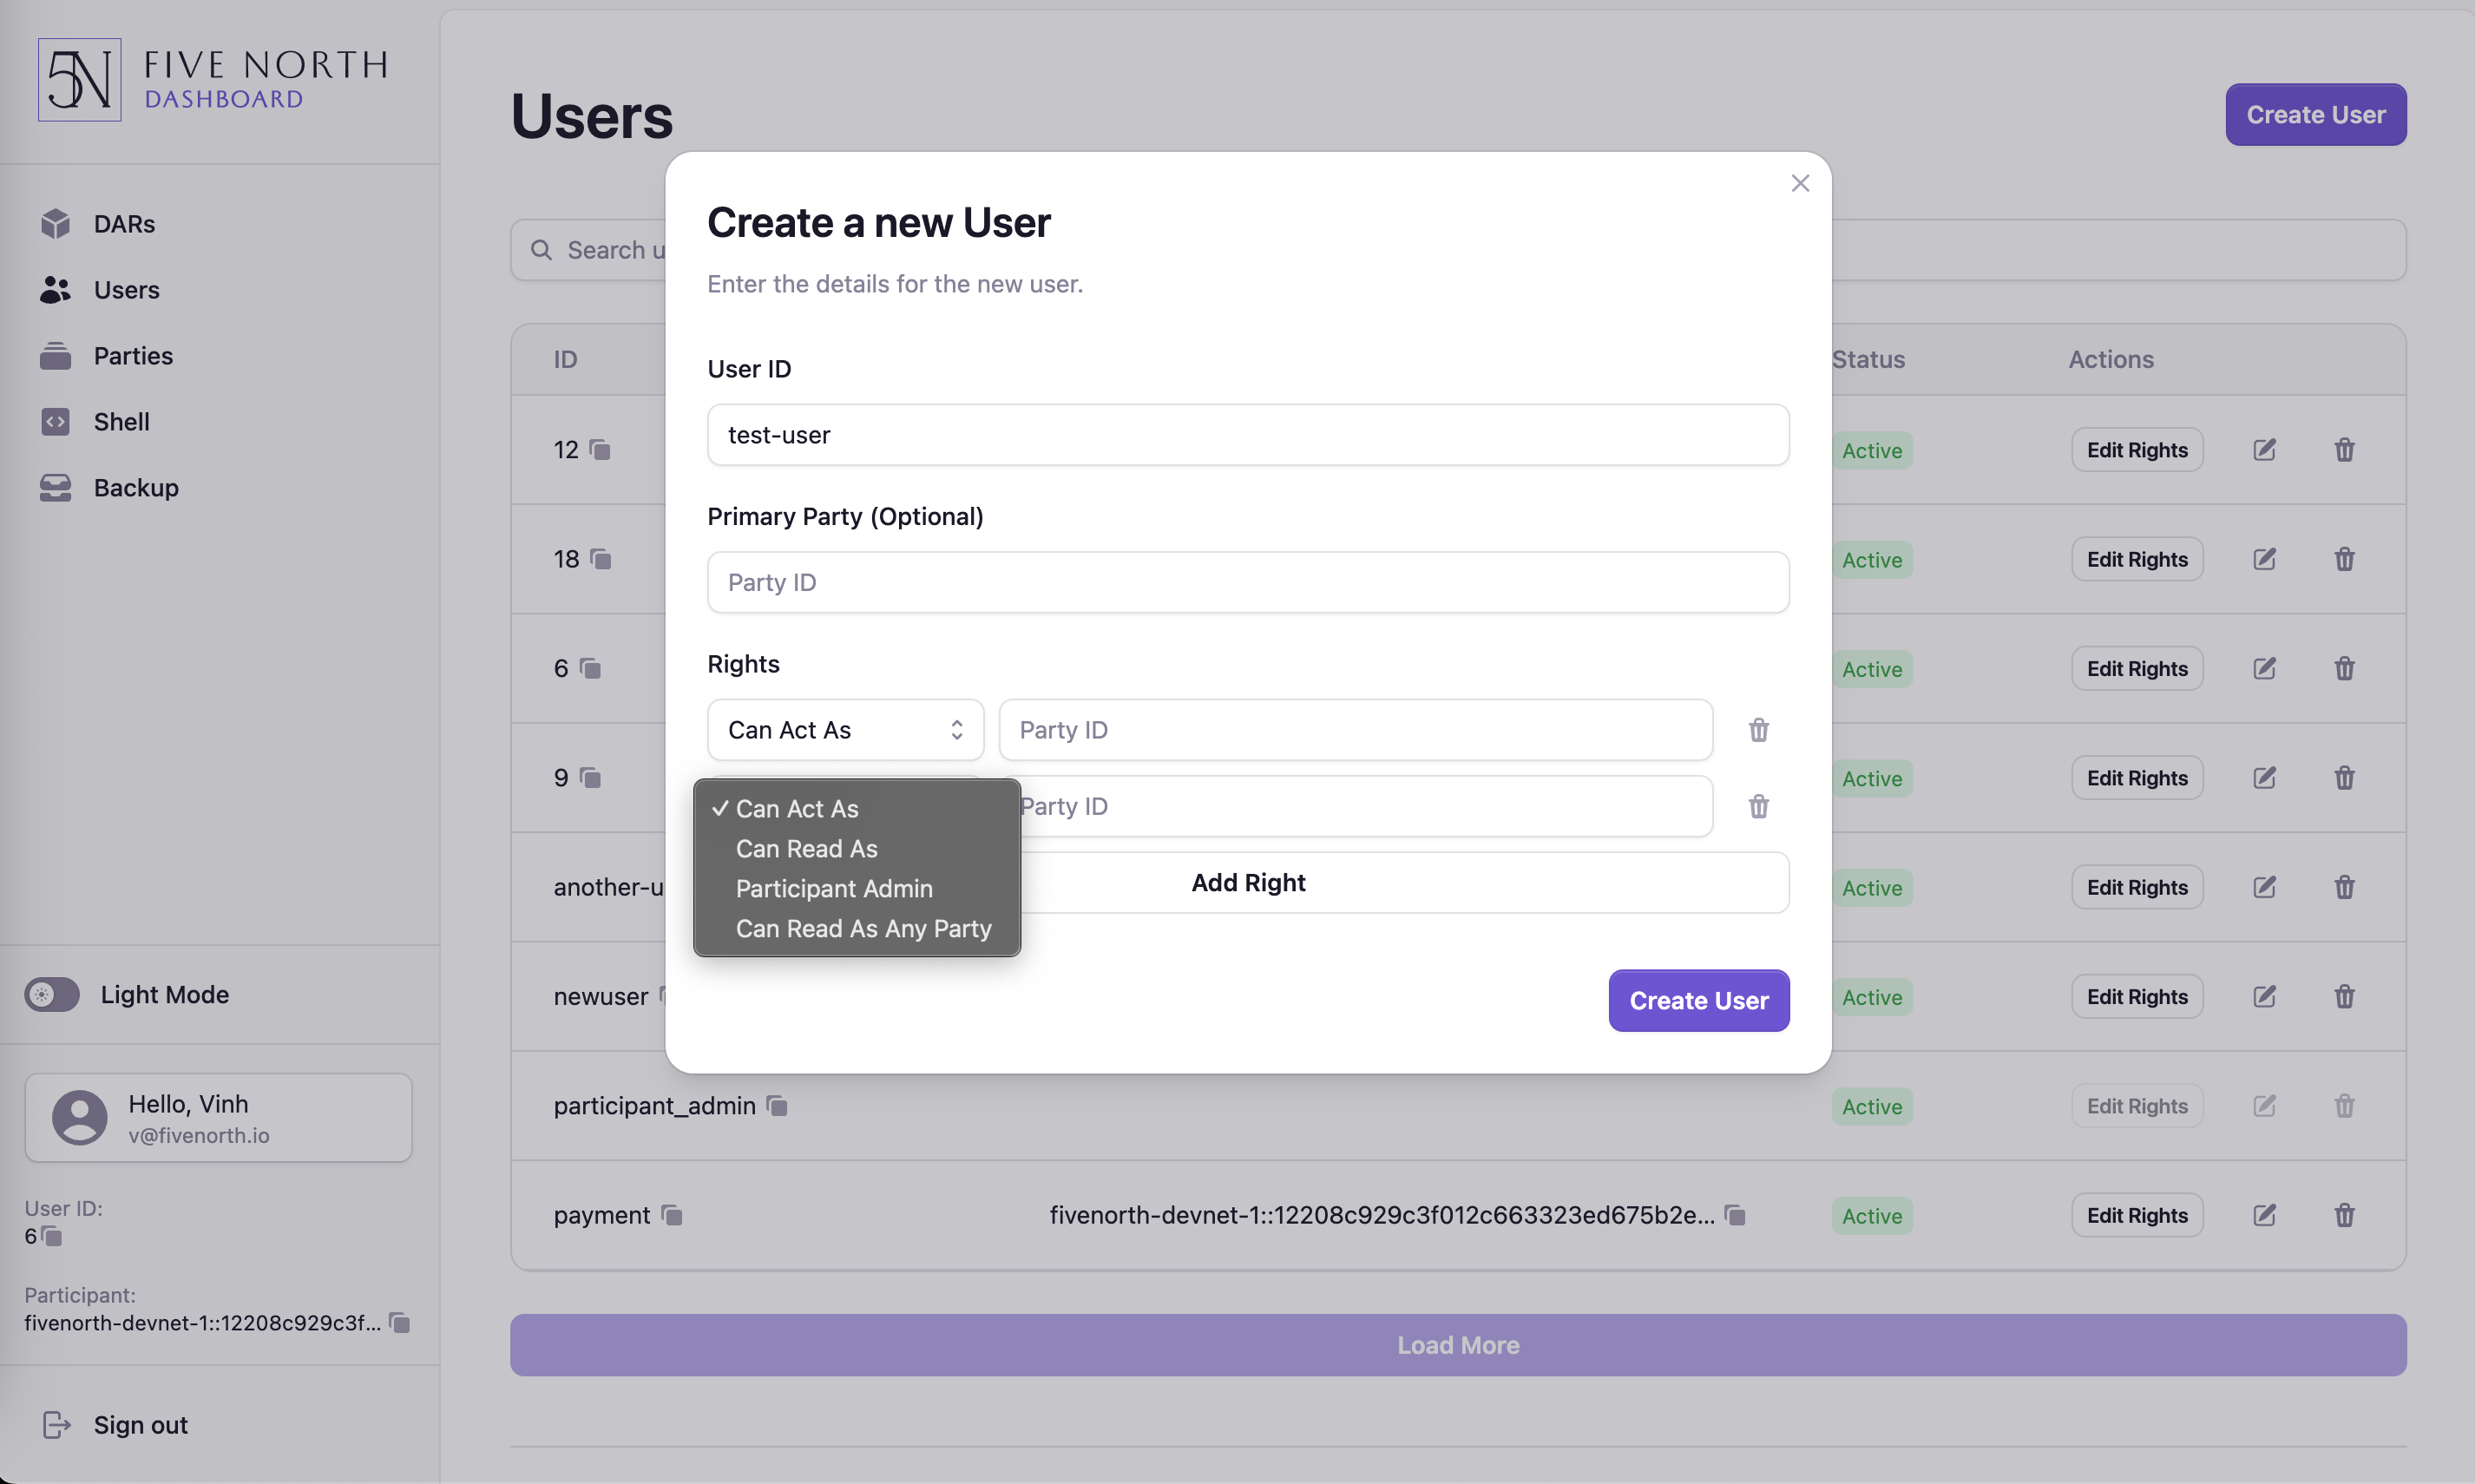 5N
FIVE NORTH
DASHBOARD
DARs
Users
Parties
Shell
Backup
Light Mode
Hello, Vinh
v@fivenorth.io
User ID:
6
Participant:
fivenorth-devnet-1::12208c929c3f...
Sign out
Users
Create User
Search u
ID
Status
Actions
12
Active
Edit Rights
18
Active
Edit Rights
6
Active
Edit Rights
9
Active
Edit Rights
another-u
Active
Edit Rights
newuser
Active
Edit Rights
participant_admin
Active
Edit Rights
payment
fivenorth-devnet-1::12208c929c3f012c663323ed675b2e...
Active
Edit Rights
Load More
Create a new User
Enter the details for the new user.
User ID
test-user
Primary Party (Optional)
Party ID
Rights
Can Act As
Party ID
Party ID
Can Act As
Can Read As
Participant Admin
Can Read As Any Party
Add Right
Create User